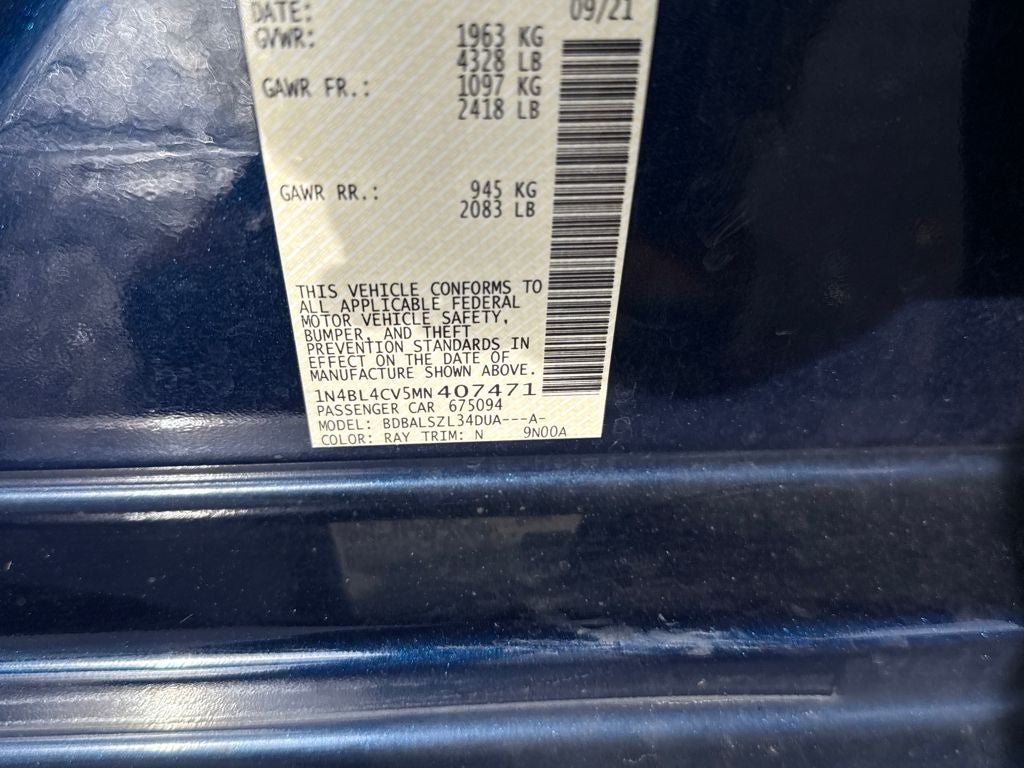 DATE: 09/21
GVWR: 1963 KG
4328 LB
GAWR FR.: 1097 KG
2418 LB
GAWR RR.: 945 KG
2083 LB
THIS VEHICLE CONFORMS TO
ALL APPLICABLE FEDERAL
MOTOR VEHICLE SAFETY,
BUMPER, AND THEFT
PREVENTION STANDARDS IN
EFFECT ON THE DATE OF
MANUFACTURE SHOWN ABOVE.
1N4BL4CV5MN407471
PASSENGER CAR 675094
MODEL: BDBALSZL34DUA---A-
COLOR: RAY TRIM: N 9N00A